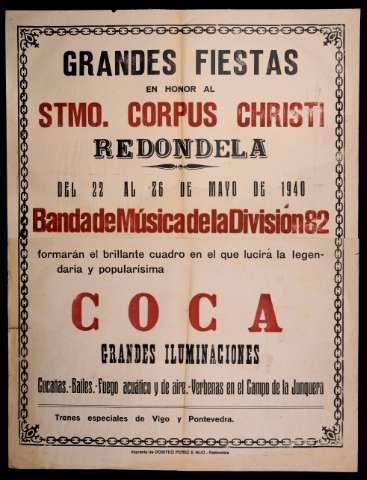 GRANDES FIESTAS
EN HONOR AL
STMO. CORPUS CHRISTI
REDONDELA
DEL 22 AL 26 DE MAYO DE 1940
Banda de Música de la División 82
formarán el brillante cuadro en el que lucirá la legen-
daria y popularísima
COCA
GRANDES ILUMINACIONES
Cucañas.-Bailes.-Fuego acuático y de aire.-Verbenas en el Campo de la Junquera
Trenes especiales de Vigo y Pontevedra.
Imprenta de